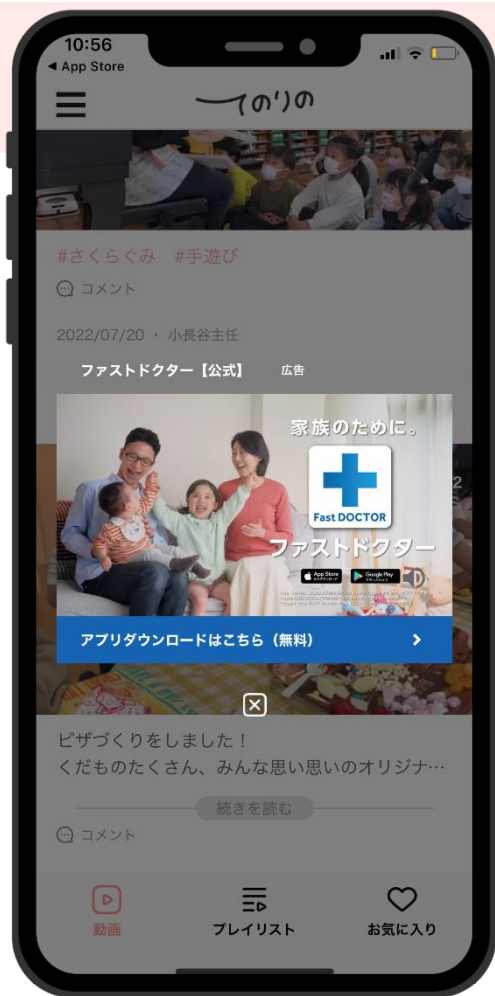 10:56
◀ App Store
てのりの
#さくらぐみ #手遊び
コメント
2022/07/20 ・ 小長谷主任
ファストドクター【公式】 広告
家族のために。
Fast DOCTOR
ファストドクター
App Store
Google Play
アプリダウンロードはこちら（無料）
ピザづくりをしました！
くだものたくさん、みんな思い思いのオリジナ…
続きを読む
コメント
動画 プレイリスト お気に入り